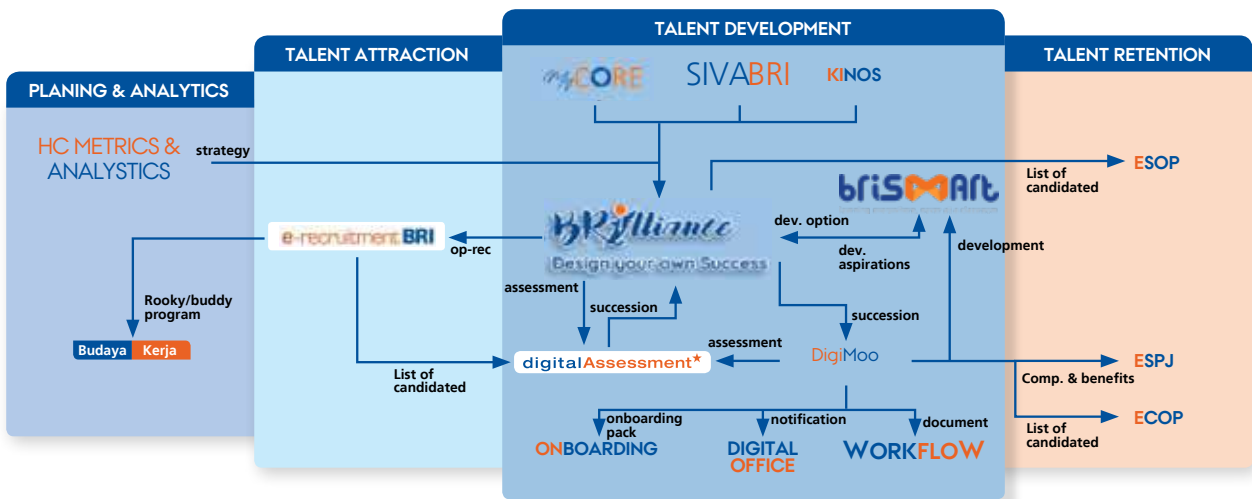 TALENT DEVELOPMENT
TALENT ATTRACTION
TALENT RETENTION
PLANING & ANALYTICS
myCORE
SIVABRI
KINOS
HC METRICS &
ANALYSTICS
strategy
ESOP
List of
candidated
briSMArt
BRIlliance
Design your own Success
dev. option
dev.
aspirations
development
e-recruitment BRI
op-rec
assessment
succession
succession
Rooky/buddy
program
Budaya Kerja
List of
candidated
digitalAssessment
assessment
DigiMoo
ESPJ
Comp. & benefits
onboarding
pack
notification
document
ONBOARDING
DIGITAL
OFFICE
WORKFLOW
ECOP
List of
candidated